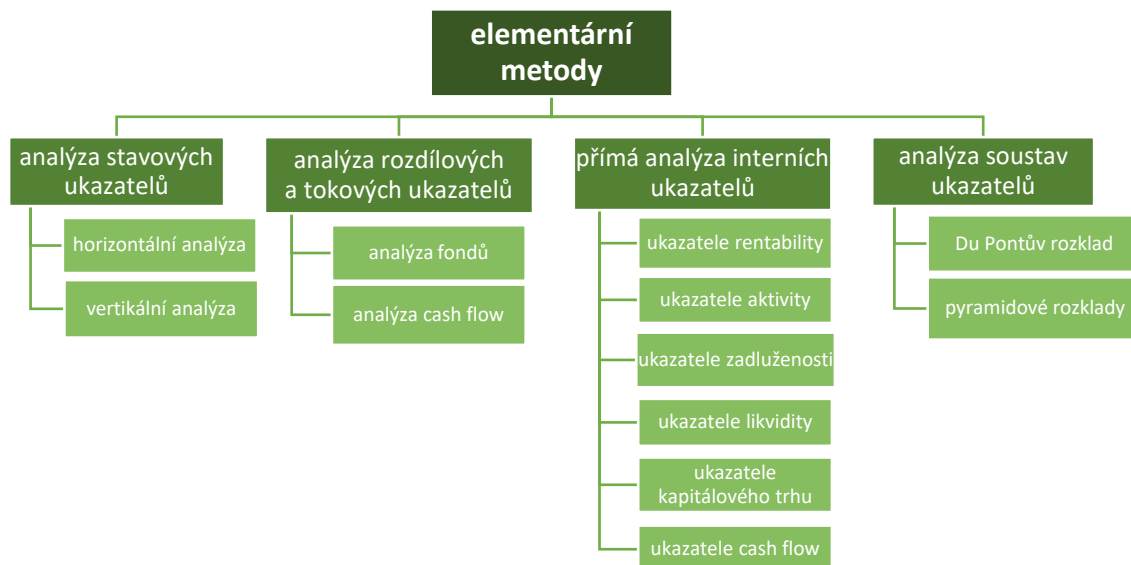 elementární
metody
analýza stavových
ukazatelů
horizontální analýza
vertikální analýza
analýza rozdílových
a tokových ukazatelů
analýza fondů
analýza cash flow
přímá analýza interních
ukazatelů
ukazatele rentability
ukazatele aktivity
ukazatele zadluženosti
ukazatele likvidity
ukazatele
kapitálového trhu
ukazatele cash flow
analýza soustav
ukazatelů
Du Pontův rozklad
pyramidové rozklady